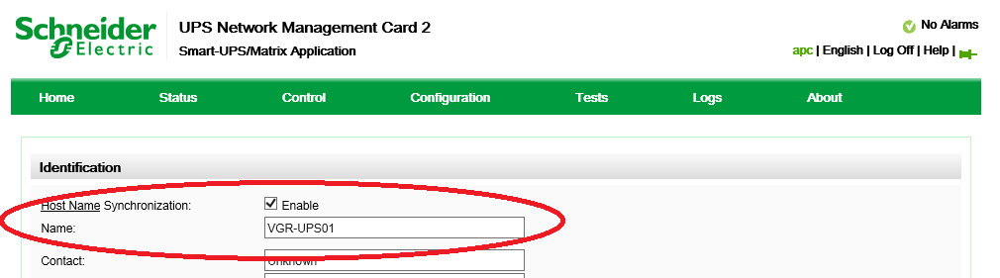 Schneider Electric
UPS Network Management Card 2
Smart-UPS/Matrix Application
No Alarms
apc | English | Log Off | Help |
Home Status Control Configuration Tests Logs About
Identification
Host Name Synchronization: Enable
Name: VGR-UPS01
Contact: Unknown